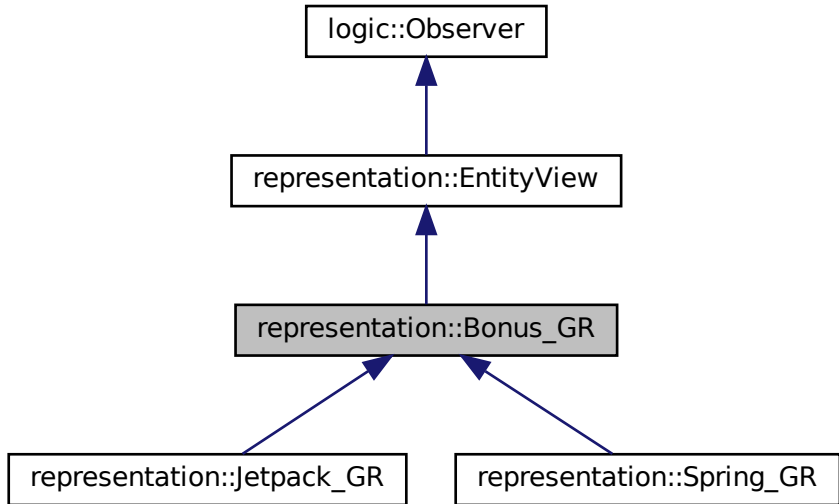 logic::Observer
representation::EntityView
representation::Bonus_GR
representation::Jetpack_GR
representation::Spring_GR